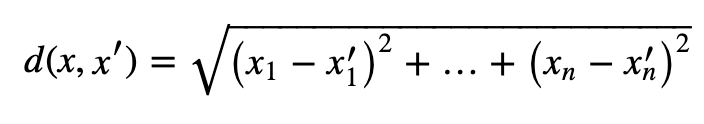 d(x, x′) = √(x₁ − x′₁)² + … + (xₙ − x′ₙ)²